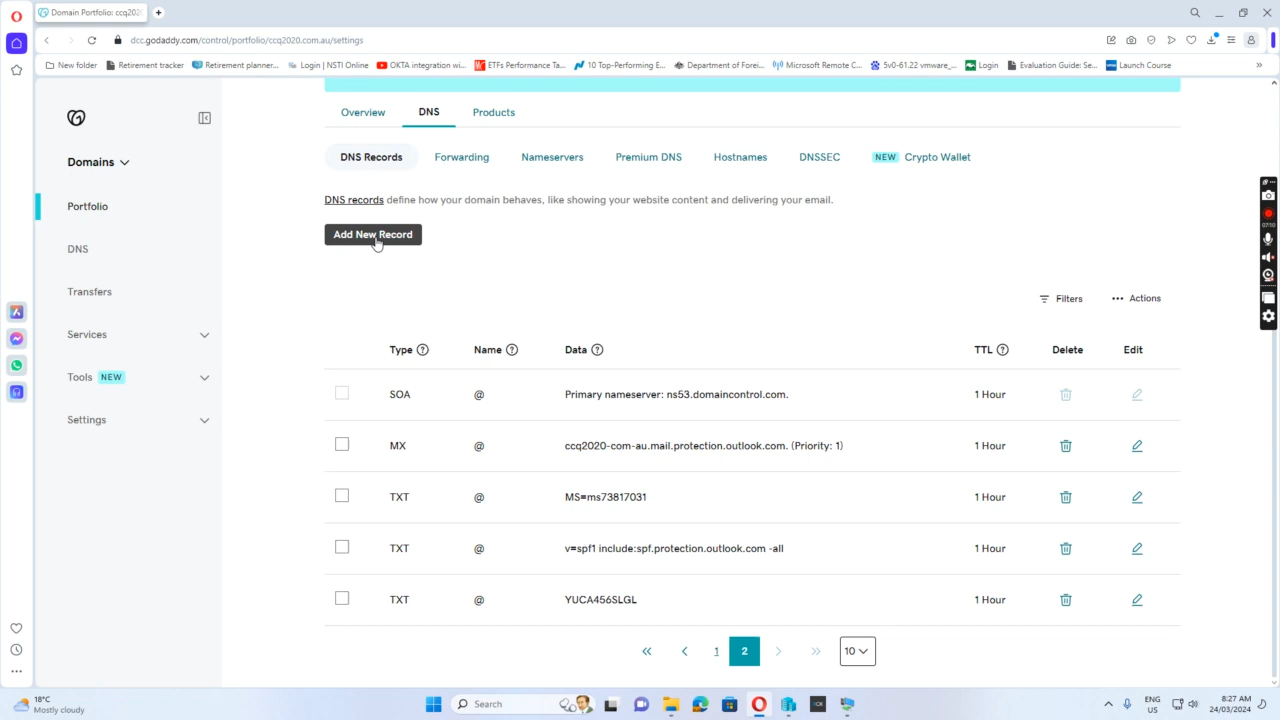 Domain Portfolio: ccq202
dcc.godaddy.com/control/portfolio/ccq2020.com.au/settings
New folder Retirement tracker Retirement planner... Login | NSTI Online OKTA integration wi... ETFs Performance Ta... 10 Top-Performing E... Department of Forei... Microsoft Remote C... 5v0-61.22 vmware_... Login Evaluation Guide: Se... Launch Course »
Overview DNS Products
Domains
DNS Records Forwarding Nameservers Premium DNS Hostnames DNSSEC NEW Crypto Wallet
Portfolio
DNS records define how your domain behaves, like showing your website content and delivering your email.
Add New Record
DNS
Transfers
Filters Actions
Services
Type Name Data TTL Delete Edit
Tools NEW
SOA @ Primary nameserver: ns53.domaincontrol.com. 1 Hour
Settings
MX @ ccq2020-com-au.mail.protection.outlook.com. (Priority: 1) 1 Hour
TXT @ MS=ms73817031 1 Hour
TXT @ v=spf1 include:spf.protection.outlook.com -all 1 Hour
TXT @ YUCA456SLGL 1 Hour
1 2 10
18°C
Mostly cloudy
Search
ENG
US
8:27 AM
24/03/2024